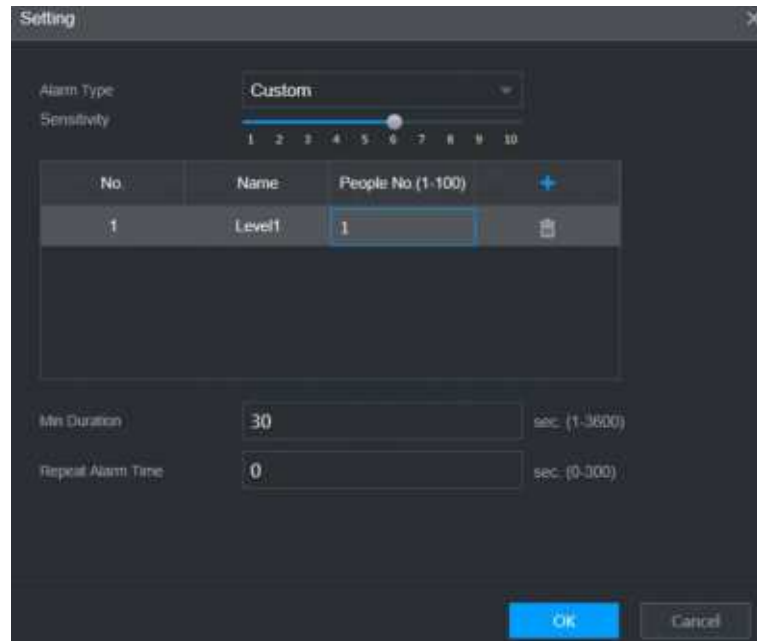 Setting
Alarm Type
Custom
Sensitivity
1 2 3 4 5 6 7 8 9 10
No. Name People No.(1-100)
1 Level1 1
Min Duration 30 sec. (1-3600)
Repeat Alarm Time 0 sec. (0-300)
OK Cancel